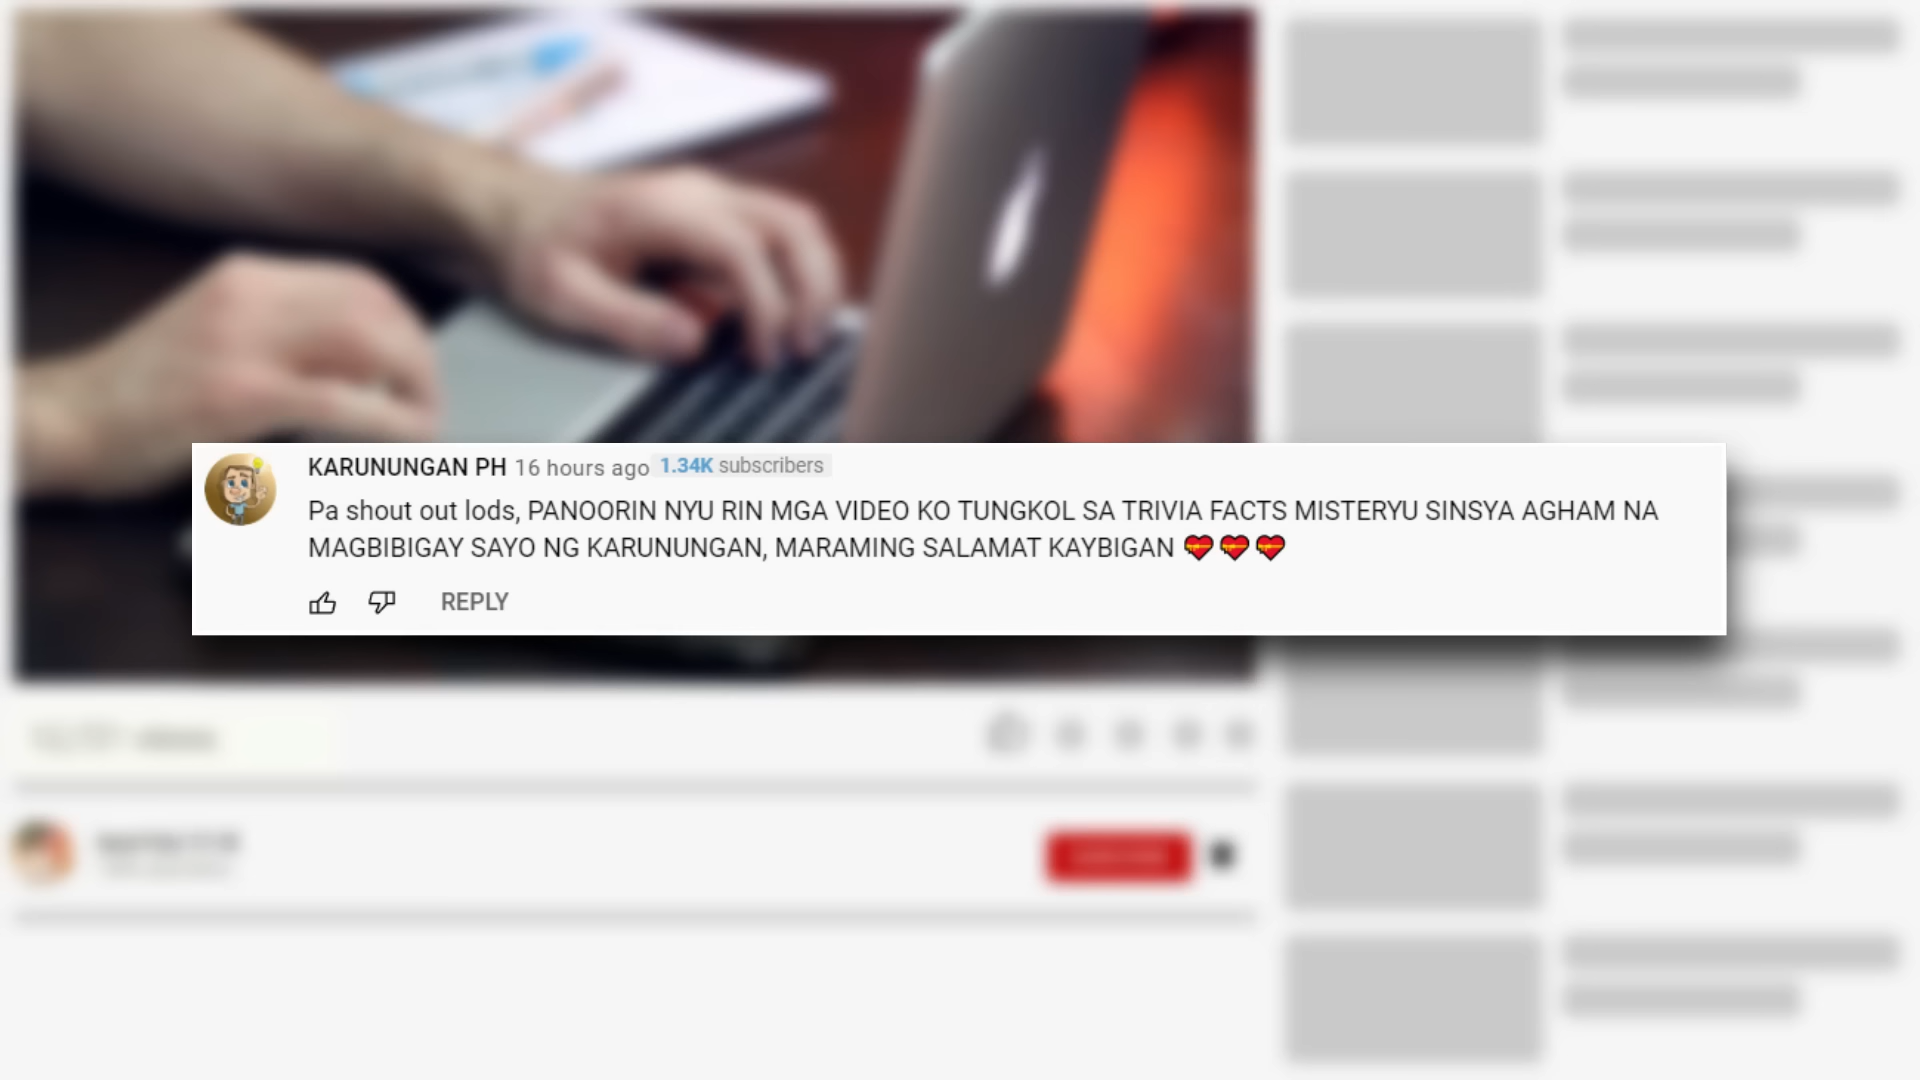 KARUNUNGAN PH 16 hours ago 1.34K subscribers
Pa shout out lods, PANOORIN NYU RIN MGA VIDEO KO TUNGKOL SA TRIVIA FACTS MISTERYU SINSYA AGHAM NA
MAGBIBIGAY SAYO NG KARUNUNGAN, MARAMING SALAMAT KAYBIGAN 💝💝💝
REPLY
views